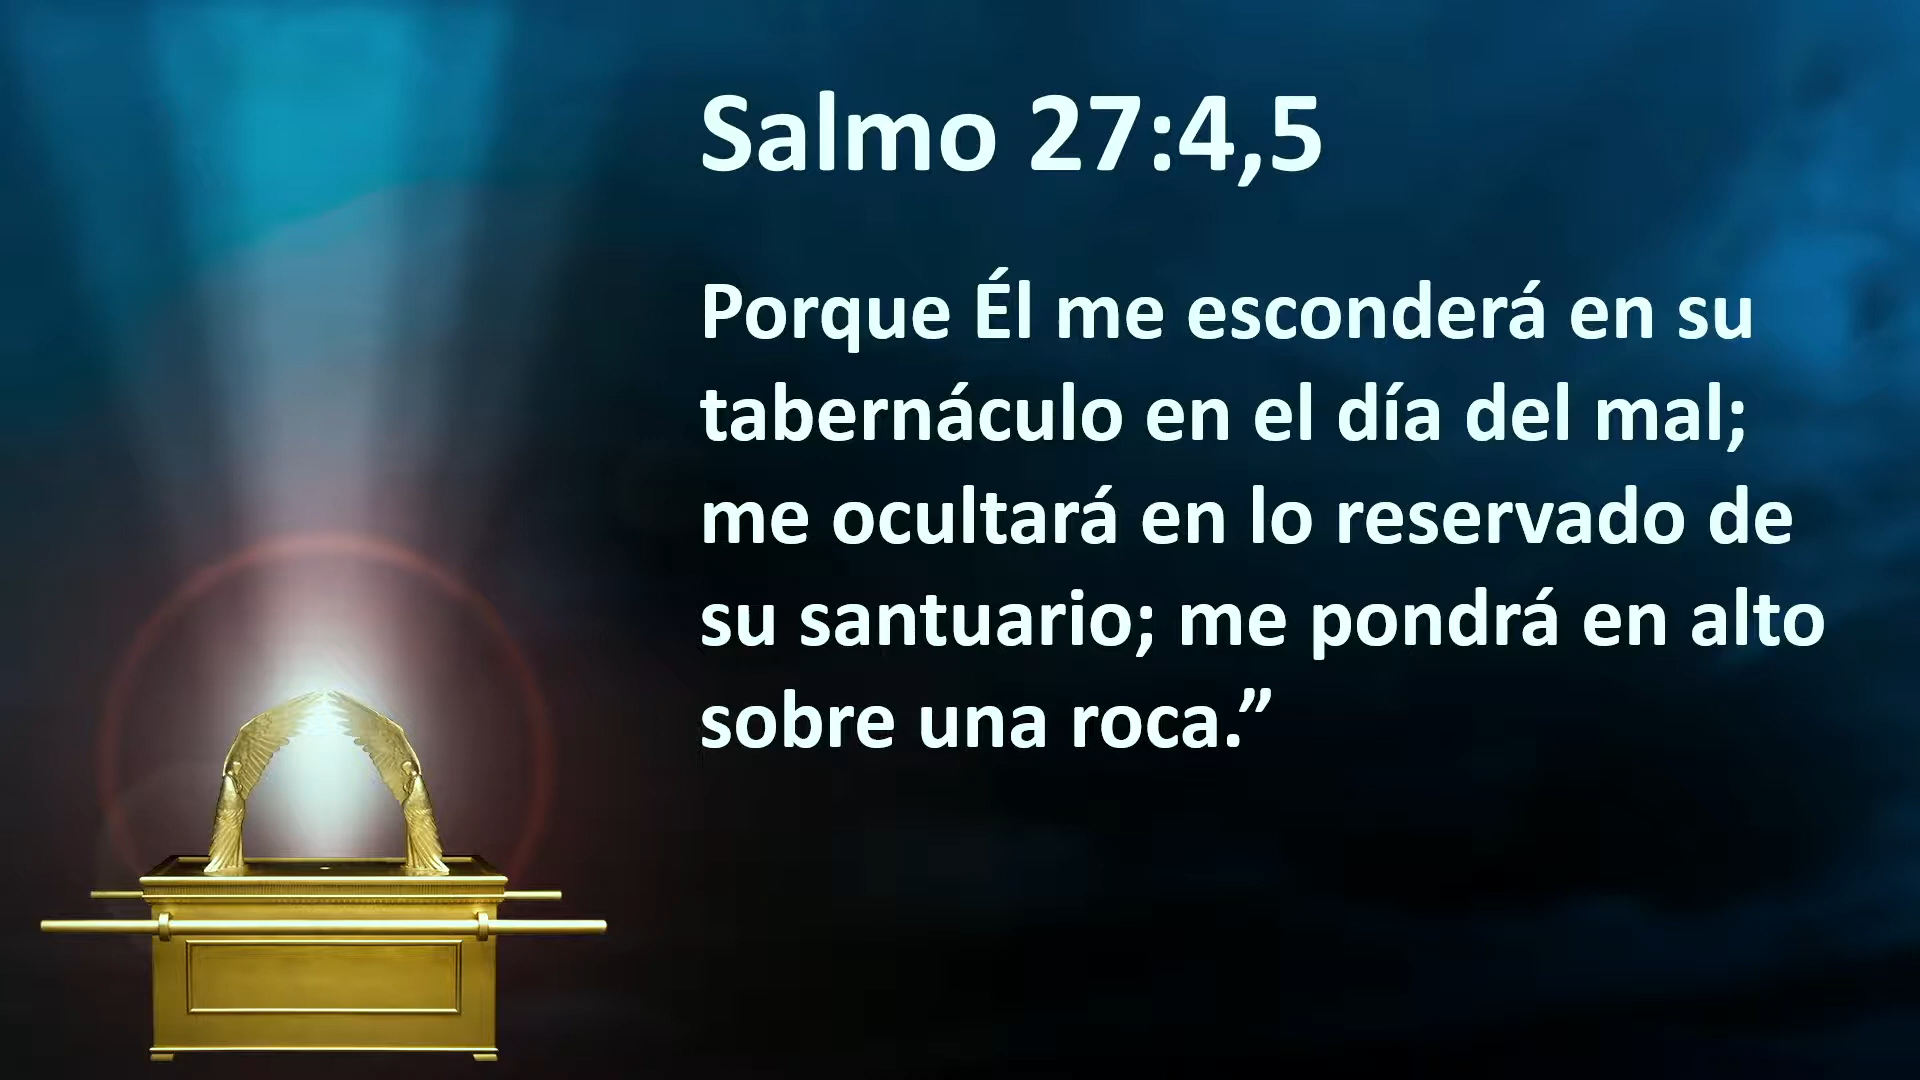 Salmo 27:4,5
Porque Él me esconderá en su
tabernáculo en el día del mal;
me ocultará en lo reservado de
su santuario; me pondrá en alto
sobre una roca.”